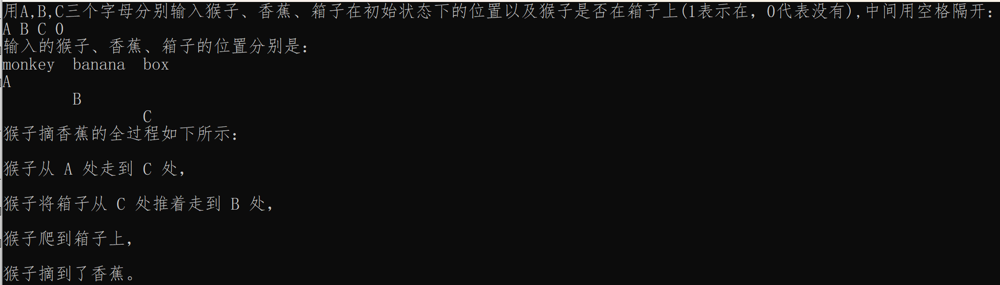 用A,B,C三个字母分别输入猴子、香蕉、箱子在初始状态下的位置以及猴子是否在箱子上(1表示在，0代表没有),中间用空格隔开：
A B C 0
输入的猴子、香蕉、箱子的位置分别是：
monkey  banana  box
A
        B
                C
猴子摘香蕉的全过程如下所示：
猴子从 A 处走到 C 处，
猴子将箱子从 C 处推着走到 B 处，
猴子爬到箱子上，
猴子摘到了香蕉。